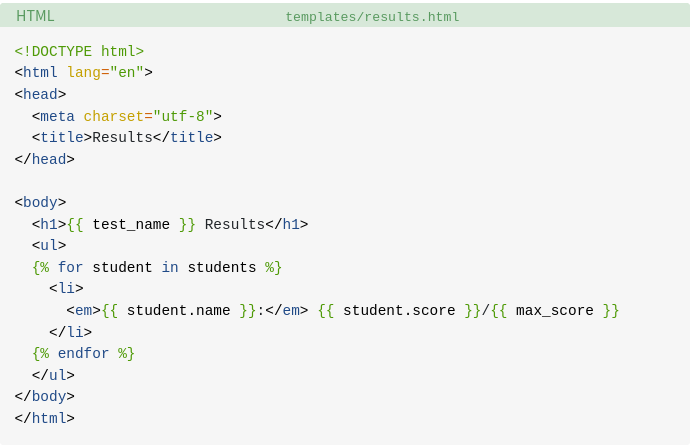 HTML templates/results.html
<!DOCTYPE html>
<html lang="en">
<head>
  <meta charset="utf-8">
  <title>Results</title>
</head>

<body>
  <h1>{{ test_name }} Results</h1>
  <ul>
  {% for student in students %}
    <li>
      <em>{{ student.name }}:</em> {{ student.score }}/{{ max_score }}
    </li>
  {% endfor %}
  </ul>
</body>
</html>